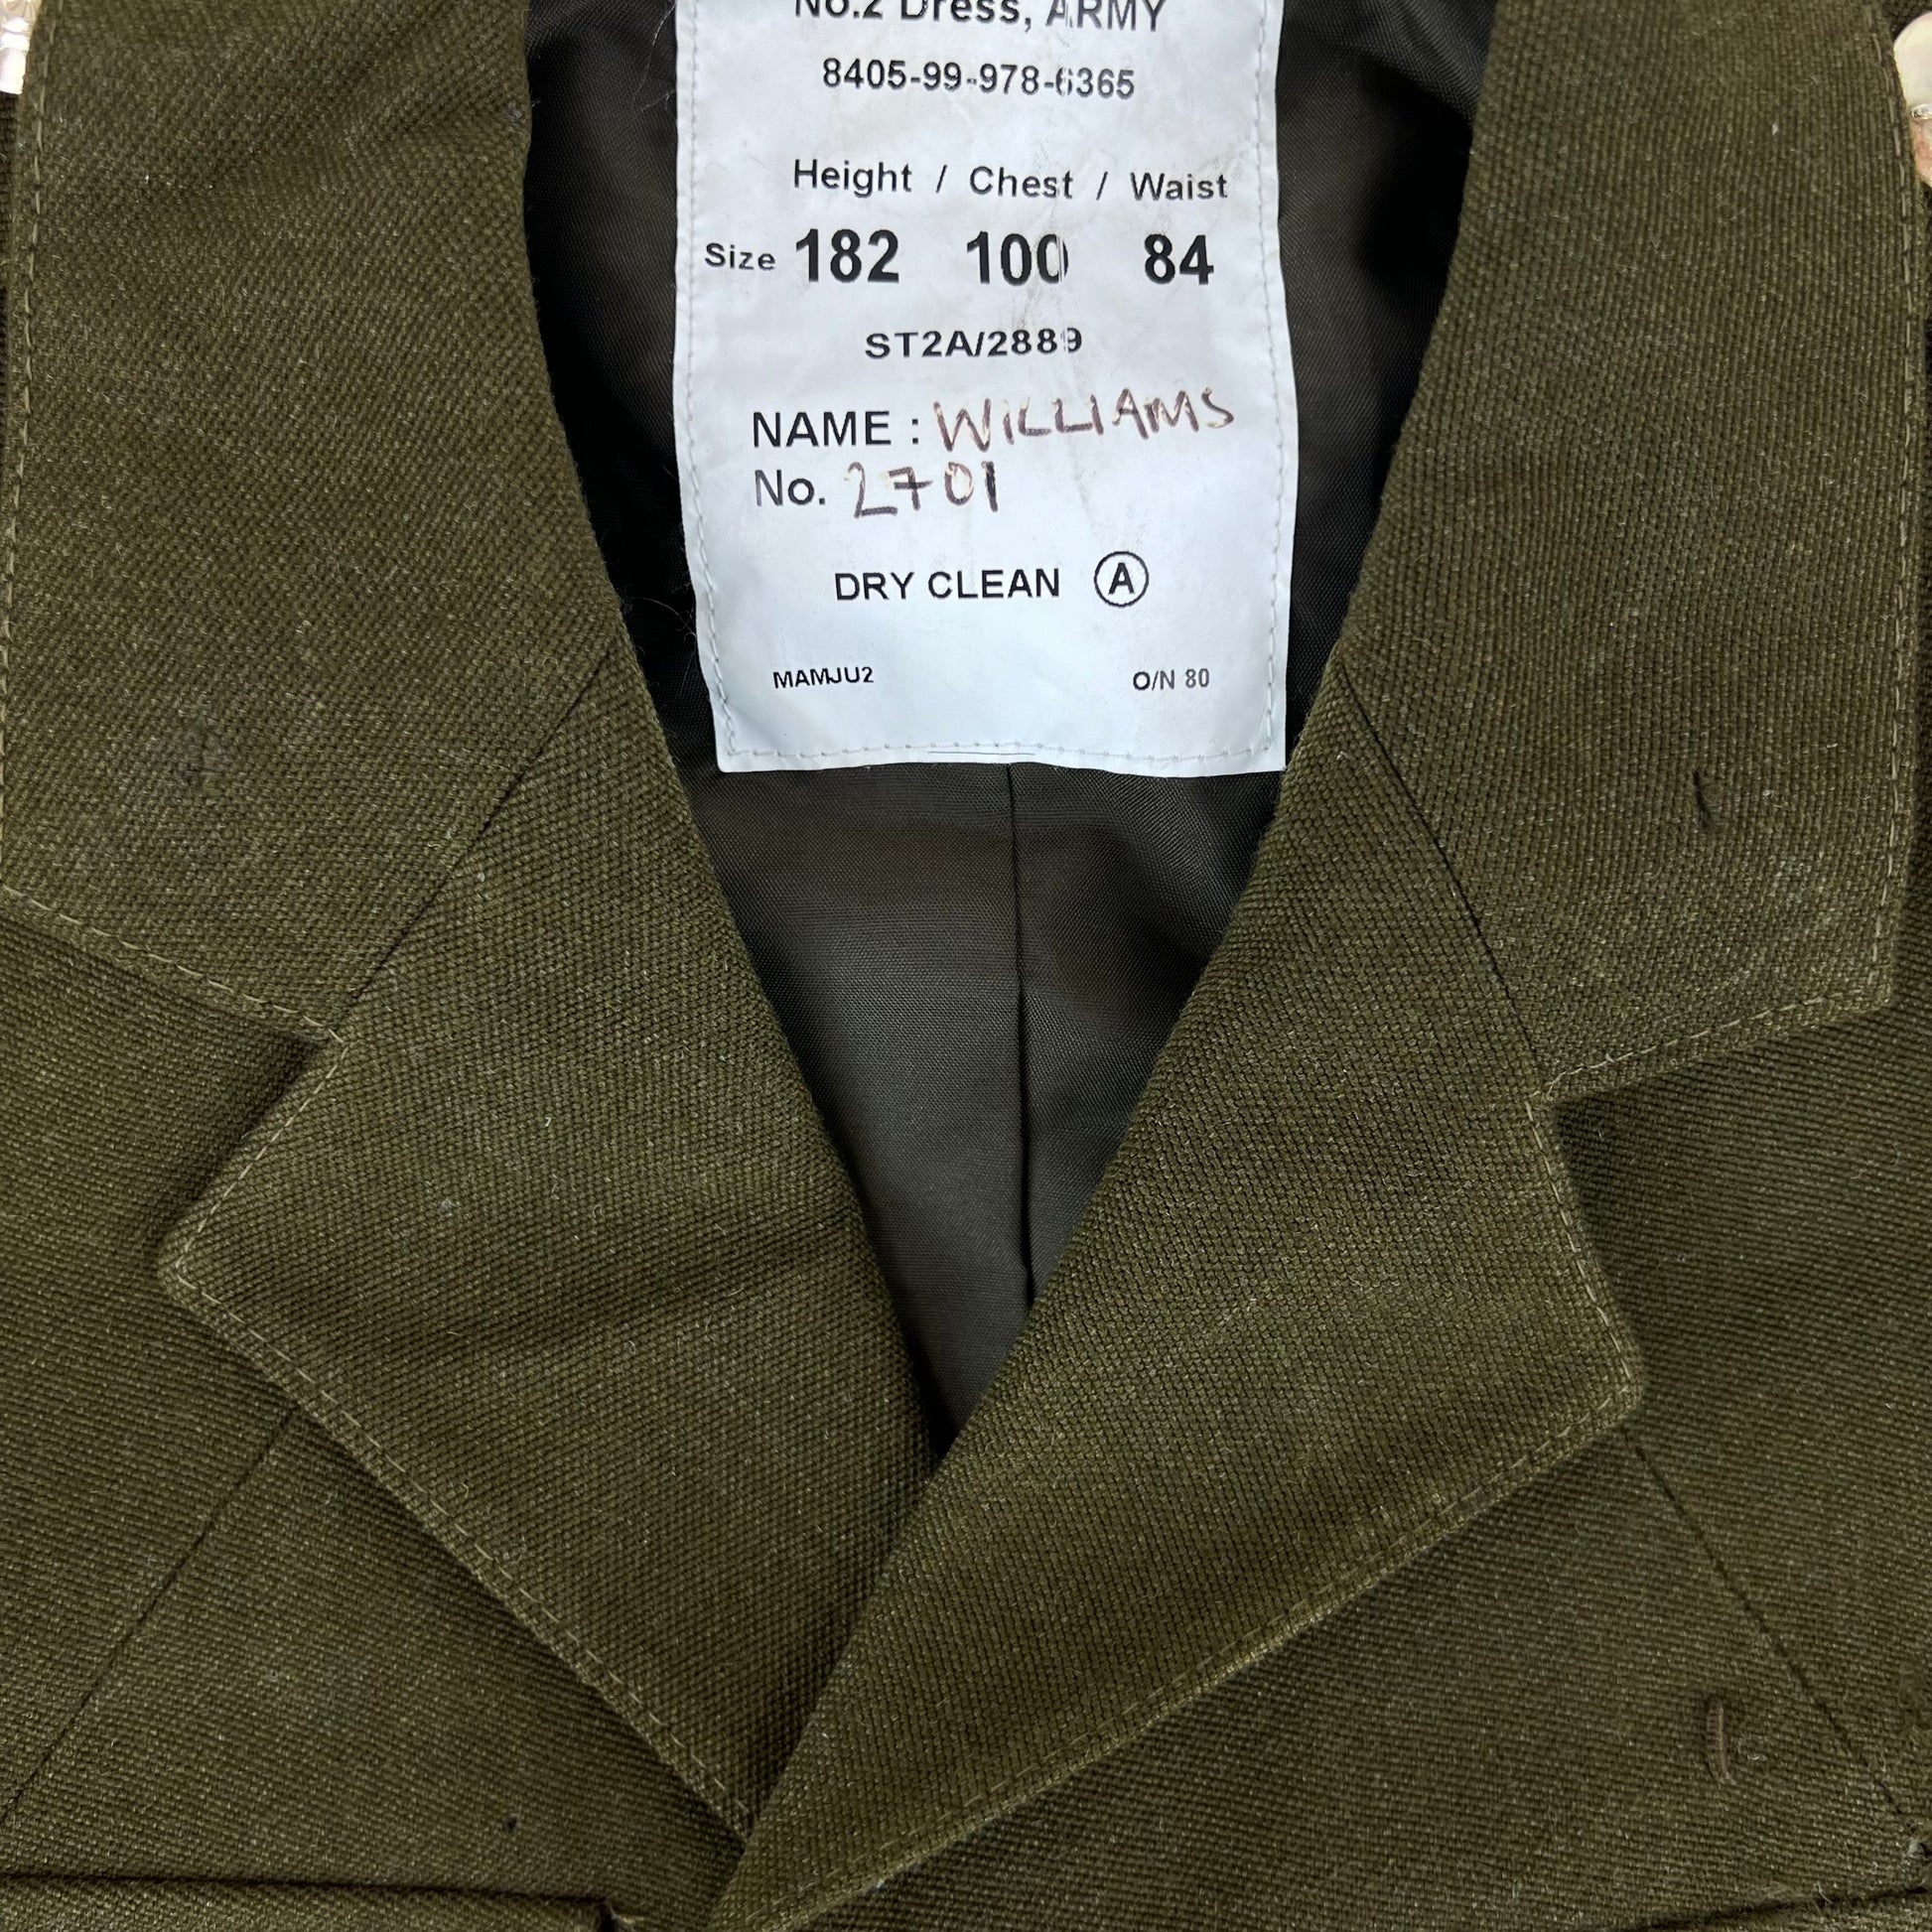 No.2 Dress, ARMY
8405-99-978-6365
Height / Chest / Waist
Size 182 100 84
ST2A/2889
NAME : WILLIAMS
No. 2701
DRY CLEAN Ⓐ
MAMJU2 O/N 80